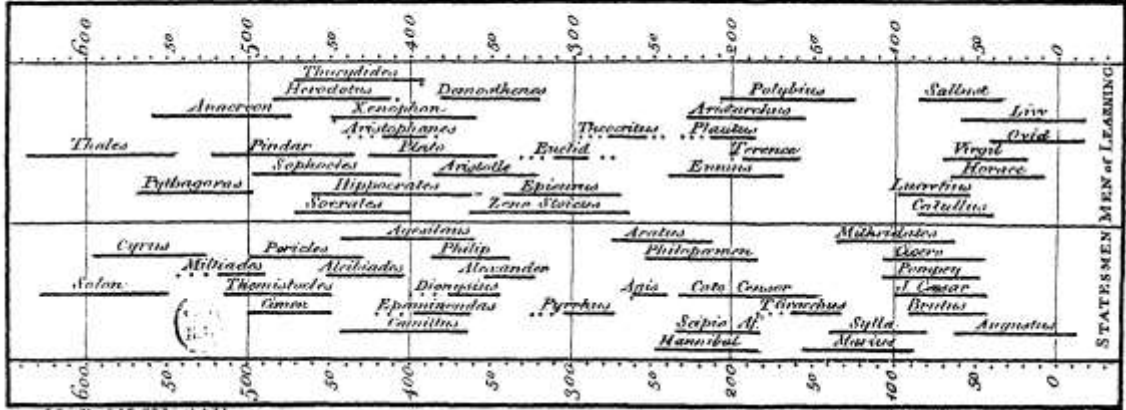 600 50 500 50 400 50 300 50 200 50 400 50 0
Thucydides
Herodotus Demosthenes Polybius Sallust
Anacreon Xenophon Aristarchus Livy
Aristophanes Theocritus Plautus Ovid
Thales Pindar Plato Euclid Terence Virgil
Sophocles Aristotle Ennius Horace
Pythagoras Hippocrates Epicurus Lucretius
Socrates Zeno Stoicus Catullus
MEN of LEARNING
Agesilaus Aratus Mithridates
Cyrus Pericles Philip Philopœmen Cicero
Miltiades Alcibiades Alexander Pompey
Solon Themistocles Dionysius Agis Cato Censor J. Cæsar
Cimon Epaminondas Pyrrhus T. Gracchus Brutus
Camillus Scipio Af. Sylla Augustus
Hannibal Marius
STATESMEN
600 50 500 50 400 50 300 50 200 50 400 50 0